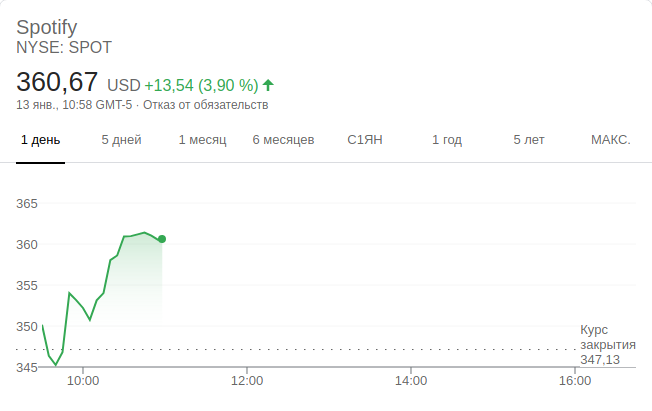 Spotify
NYSE: SPOT
360,67 USD +13,54 (3,90 %)
13 янв., 10:58 GMT-5 · Отказ от обязательств
1 день 5 дней 1 месяц 6 месяцев С1ЯН 1 год 5 лет МАКС.
365
360
355
350
345
Курс
закрытия
347,13
10:00 12:00 14:00 16:00